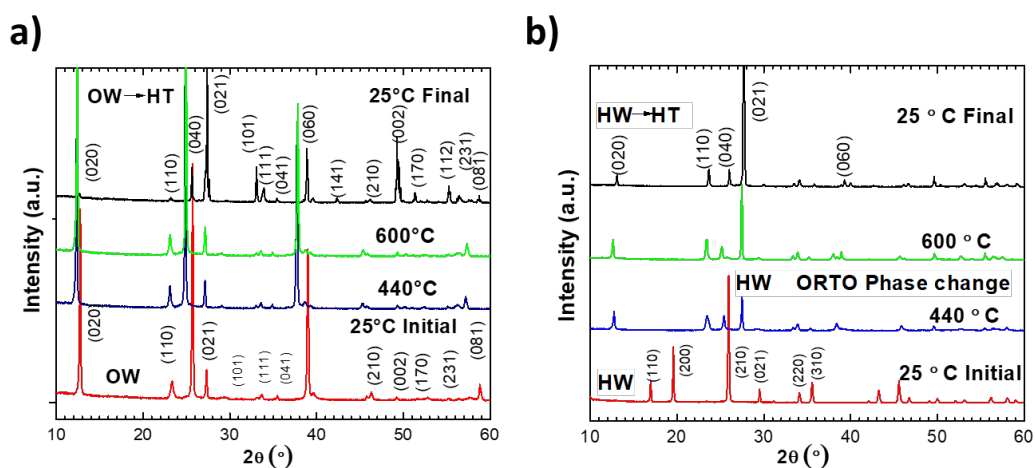 a)
Intensity (a.u.)
OW→HT
25°C Final
(020)
(110)
(040)
(021)
(101)
(111)
(041)
(060)
(141)
(210)
(002)
(170)
(112)
(231)
(081)
600°C
440°C
25°C Initial
OW
(020)
(110)
(021)
(101)
(111)
(041)
(210)
(002)
(170)
(231)
(081)
10 20 30 40 50 60
2θ (°)
b)
Intensity (a.u.)
HW→HT
25 °C Final
(020)
(110)
(040)
(021)
(060)
600 °C
HW ORTO Phase change
440 °C
HW
25 °C Initial
(110)
(200)
(210)
(021)
(220)
(310)
10 20 30 40 50 60
2θ (°)